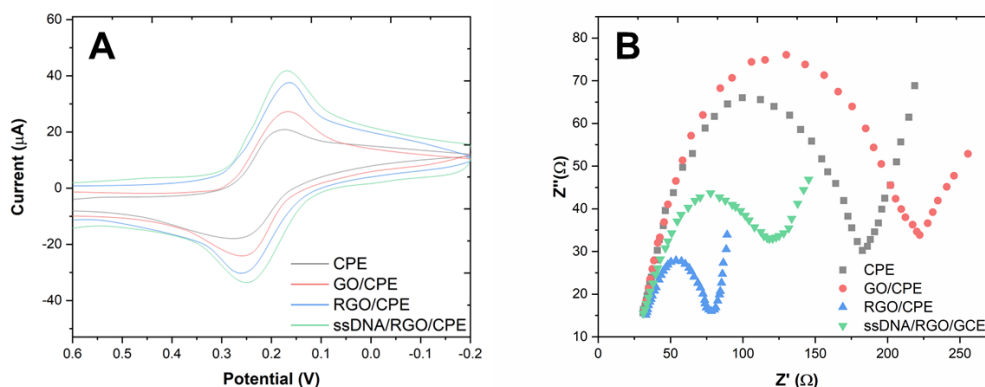 A
Current (μA)
60
40
20
0
-20
-40
CPE
GO/CPE
RGO/CPE
ssDNA/RGO/CPE
0.6 0.5 0.4 0.3 0.2 0.1 0.0 -0.1 -0.2
Potential (V)
B
Z''(Ω)
85
80
70
60
50
40
30
20
10
CPE
GO/CPE
RGO/CPE
ssDNA/RGO/GCE
0 50 100 150 200 250
Z' (Ω)